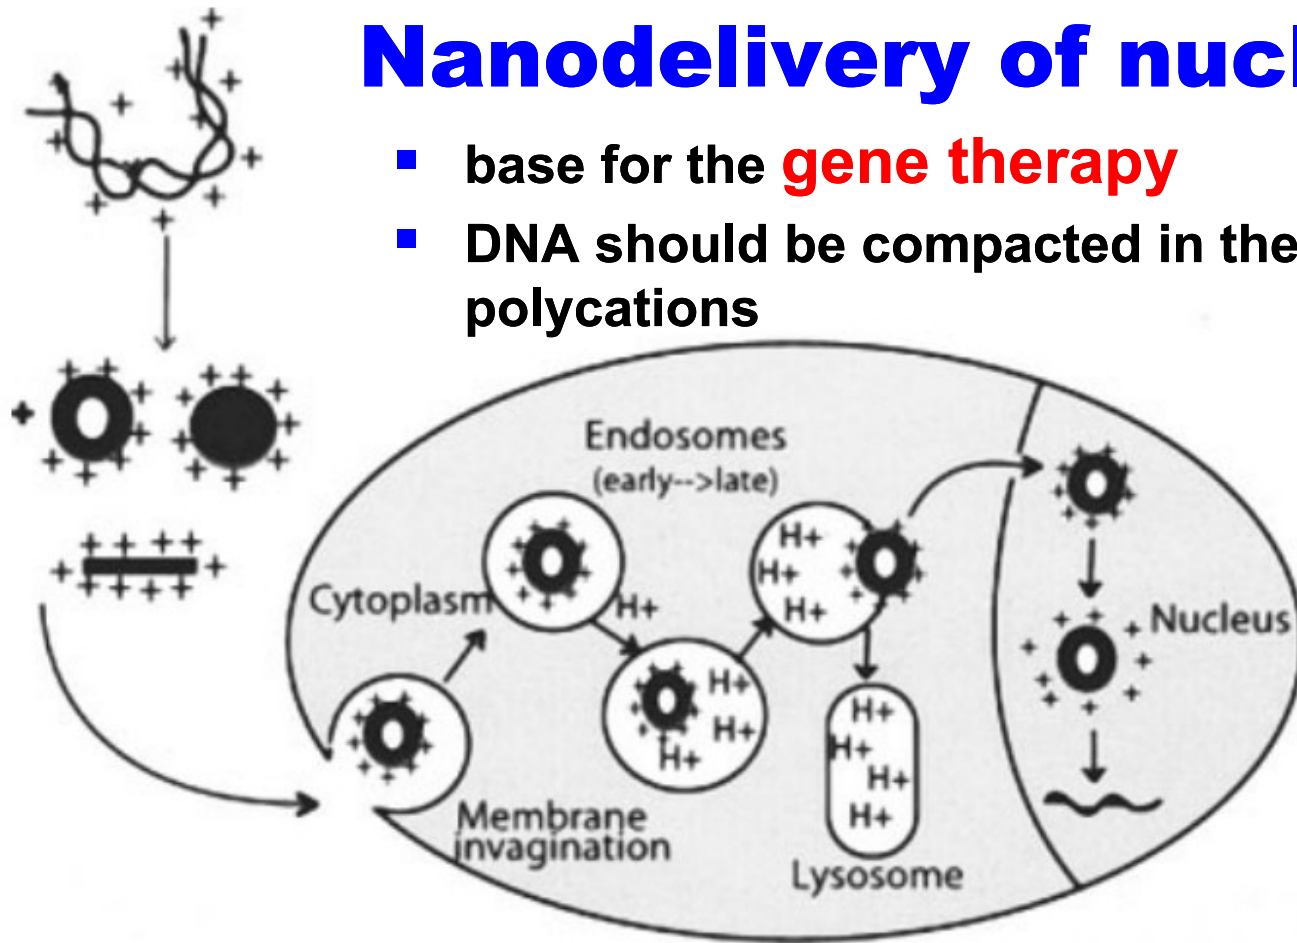 Nanodelivery of nucl
base for the gene therapy
DNA should be compacted in the
polycations
Endosomes
(early-->late)
Cytoplasm
H+
H+
H+
H+
H+
H+
H+
Nucleus
H+
H+
H+
H+
Membrane
invagination
Lysosome